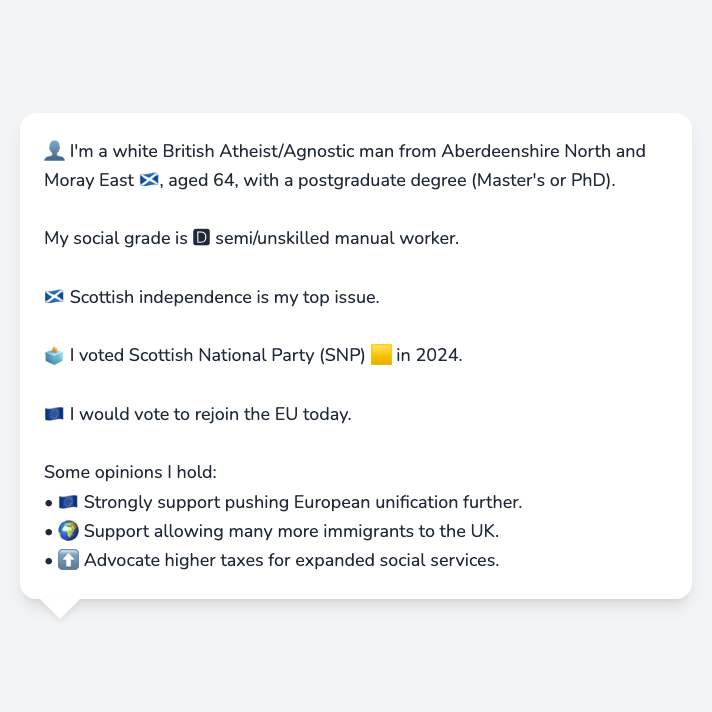 👤 I'm a white British Atheist/Agnostic man from Aberdeenshire North and
Moray East 🏴󠁧󠁢󠁳󠁣󠁴󠁿, aged 64, with a postgraduate degree (Master's or PhD).
My social grade is 🅳 semi/unskilled manual worker.
🏴󠁧󠁢󠁳󠁣󠁴󠁿 Scottish independence is my top issue.
🗳️ I voted Scottish National Party (SNP) 🟨 in 2024.
🇪🇺 I would vote to rejoin the EU today.
Some opinions I hold:
• 🇪🇺 Strongly support pushing European unification further.
• 🌍 Support allowing many more immigrants to the UK.
• ⬆️ Advocate higher taxes for expanded social services.